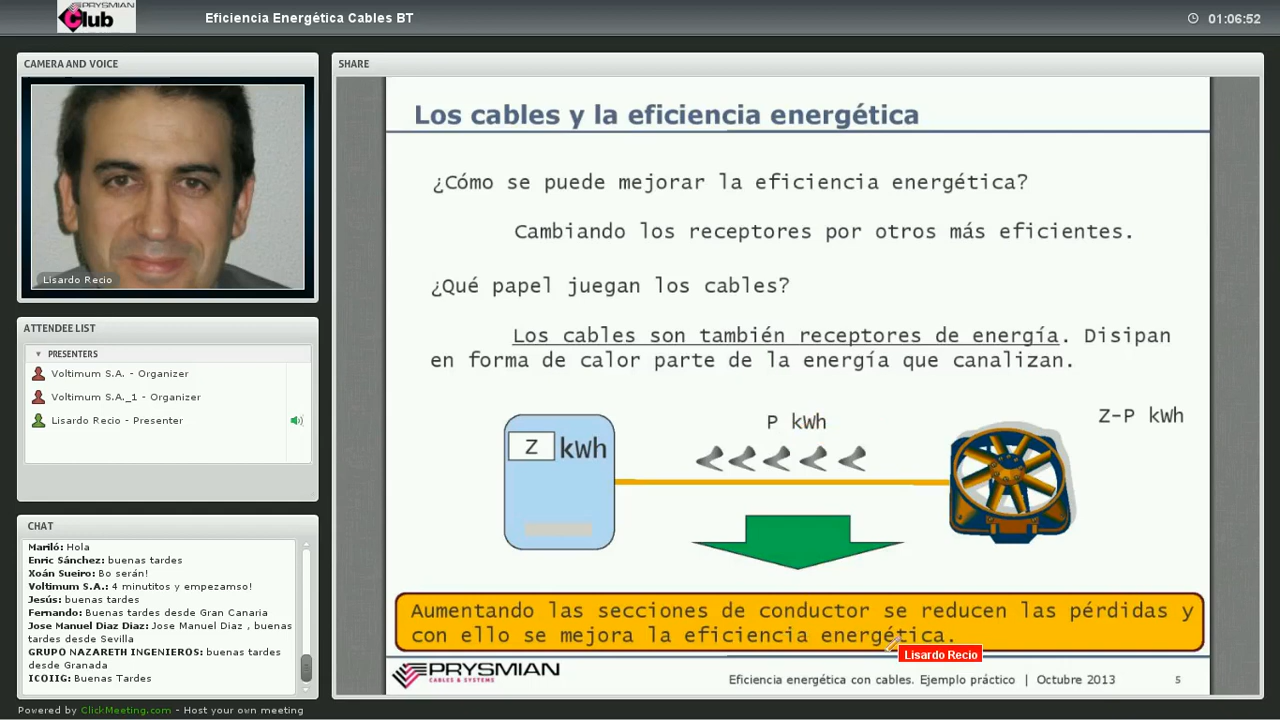 PRYSMIAN
Club
Eficiencia Energética Cables BT
01:06:52
CAMERA AND VOICE
Lisardo Recio
ATTENDEE LIST
PRESENTERS
Voltimum S.A. - Organizer
Voltimum S.A._1 - Organizer
Lisardo Recio - Presenter
CHAT
Mariló: Hola
Enric Sánchez: buenas tardes
Xoán Sueiro: Bo serán!
Voltimum S.A.: 4 minutitos y empezamso!
Jesús: buenas tardes
Fernando: Buenas tardes desde Gran Canaria
Jose Manuel Diaz Diaz: Jose Manuel Diaz , buenas
tardes desde Sevilla
GRUPO NAZARETH INGENIEROS: buenas tardes
desde Granada
ICOIIG: Buenas Tardes
Powered by ClickMeeting.com - Host your own meeting
SHARE
Los cables y la eficiencia energética
¿Cómo se puede mejorar la eficiencia energética?
Cambiando los receptores por otros más eficientes.
¿Qué papel juegan los cables?
Los cables son también receptores de energía. Disipan
en forma de calor parte de la energía que canalizan.
Z kWh
P kWh
Z-P kWh
Aumentando las secciones de conductor se reducen las pérdidas y
con ello se mejora la eficiencia energética.
Lisardo Recio
PRYSMIAN
CABLES & SYSTEMS
Eficiencia energética con cables. Ejemplo práctico | Octubre 2013
5